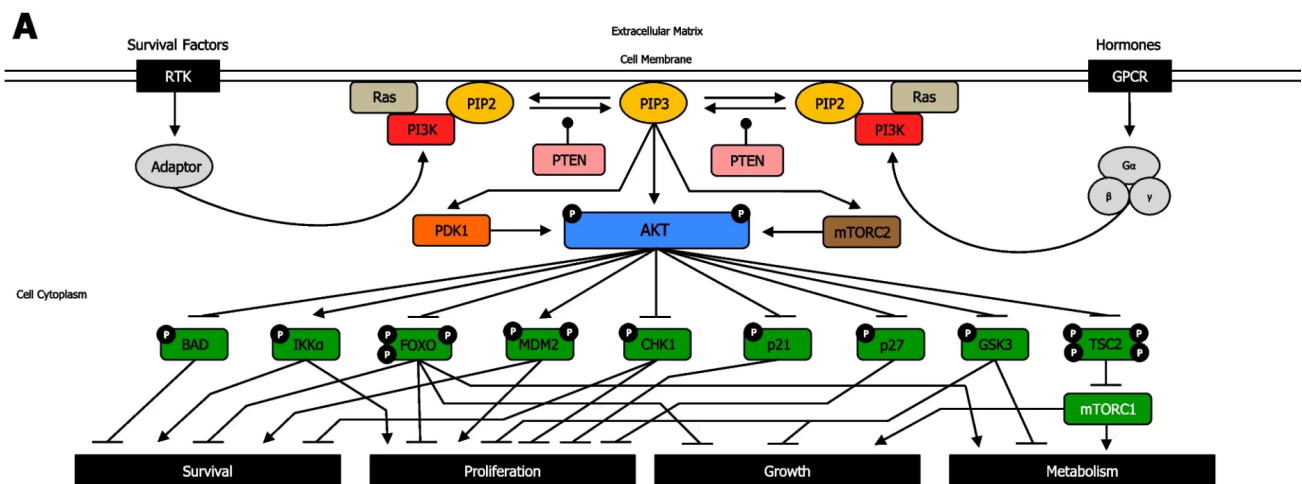 A
Extracellular Matrix
Survival Factors
Hormones
Cell Membrane
RTK
GPCR
Ras
PIP2
PIP3
PIP2
Ras
PI3K
PI3K
PTEN
PTEN
Adaptor
Gα
β
γ
P
P
PDK1
AKT
mTORC2
Cell Cytoplasm
P
P
P
P
P
P
P
P
P
P
P
P
P
BAD
IKKα
FOXO
MDM2
CHK1
p21
p27
GSK3
TSC2
P
P
P
mTORC1
Survival
Proliferation
Growth
Metabolism